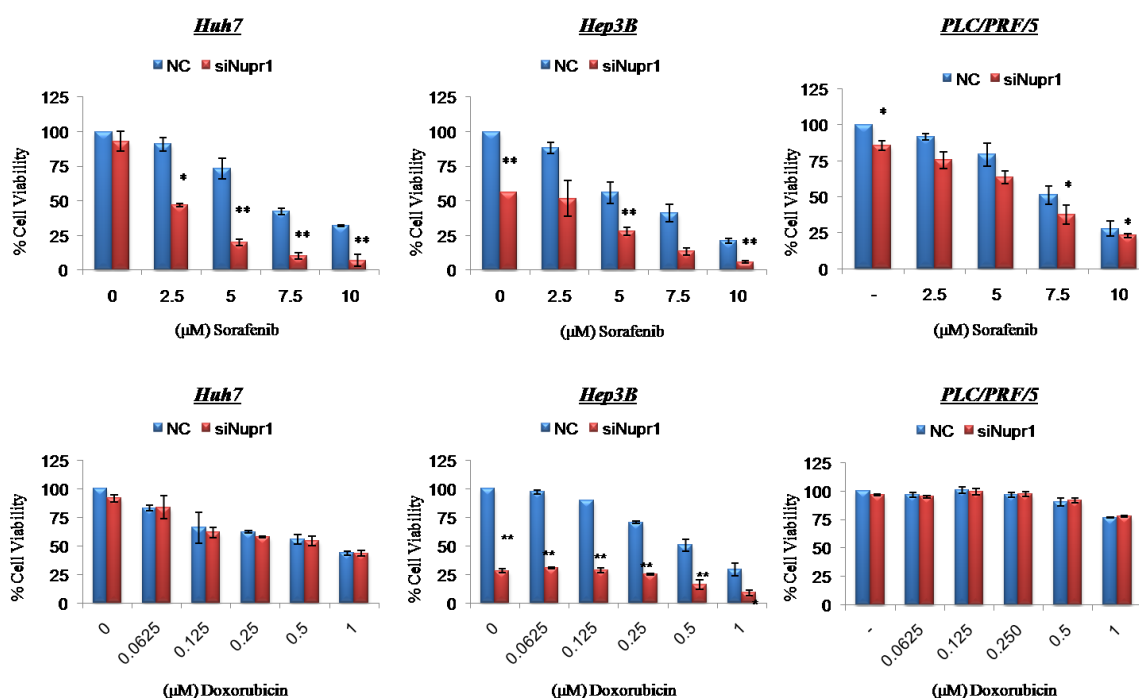 Huh7
NC siNupr1
% Cell Viability
125
100
75
50
25
0
* ** ** **
0 2.5 5 7.5 10
(µM) Sorafenib
Hep3B
NC siNupr1
% Cell Viability
125
100
75
50
25
0
** ** **
0 2.5 5 7.5 10
(µM) Sorafenib
PLC/PRF/5
NC siNupr1
% Cell Viability
125
100
75
50
25
0
* * *
- 2.5 5 7.5 10
(µM) Sorafenib
Huh7
NC siNupr1
% Cell Viability
125
100
75
50
25
0
0 0.0625 0.125 0.25 0.5 1
(µM) Doxorubicin
Hep3B
NC siNupr1
% Cell Viability
125
100
75
50
25
0
** ** ** ** ** *
0 0.0625 0.125 0.25 0.5 1
(µM) Doxorubicin
PLC/PRF/5
NC siNupr1
% Cell Viability
125
100
75
50
25
0
- 0.0625 0.125 0.250 0.5 1
(µM) Doxorubicin